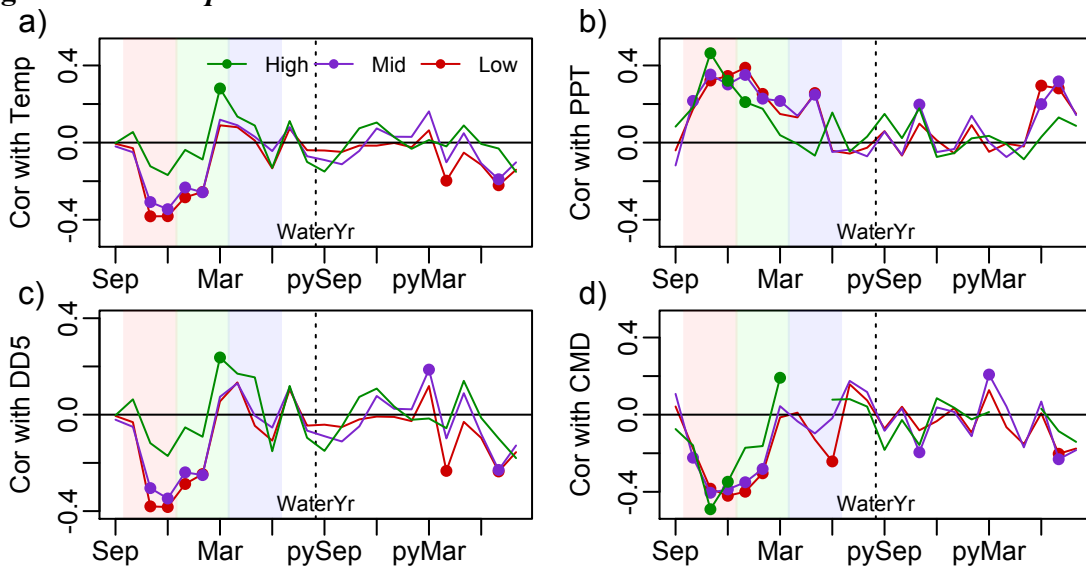 a)
b)
Cor with Temp
-0.4 0.0 0.4
High Mid Low
WaterYr
Sep Mar pySep pyMar
Cor with PPT
-0.4 0.0 0.4
WaterYr
Sep Mar pySep pyMar
c)
d)
Cor with DD5
-0.4 0.0 0.4
WaterYr
Sep Mar pySep pyMar
Cor with CMD
-0.4 0.0 0.4
WaterYr
Sep Mar pySep pyMar